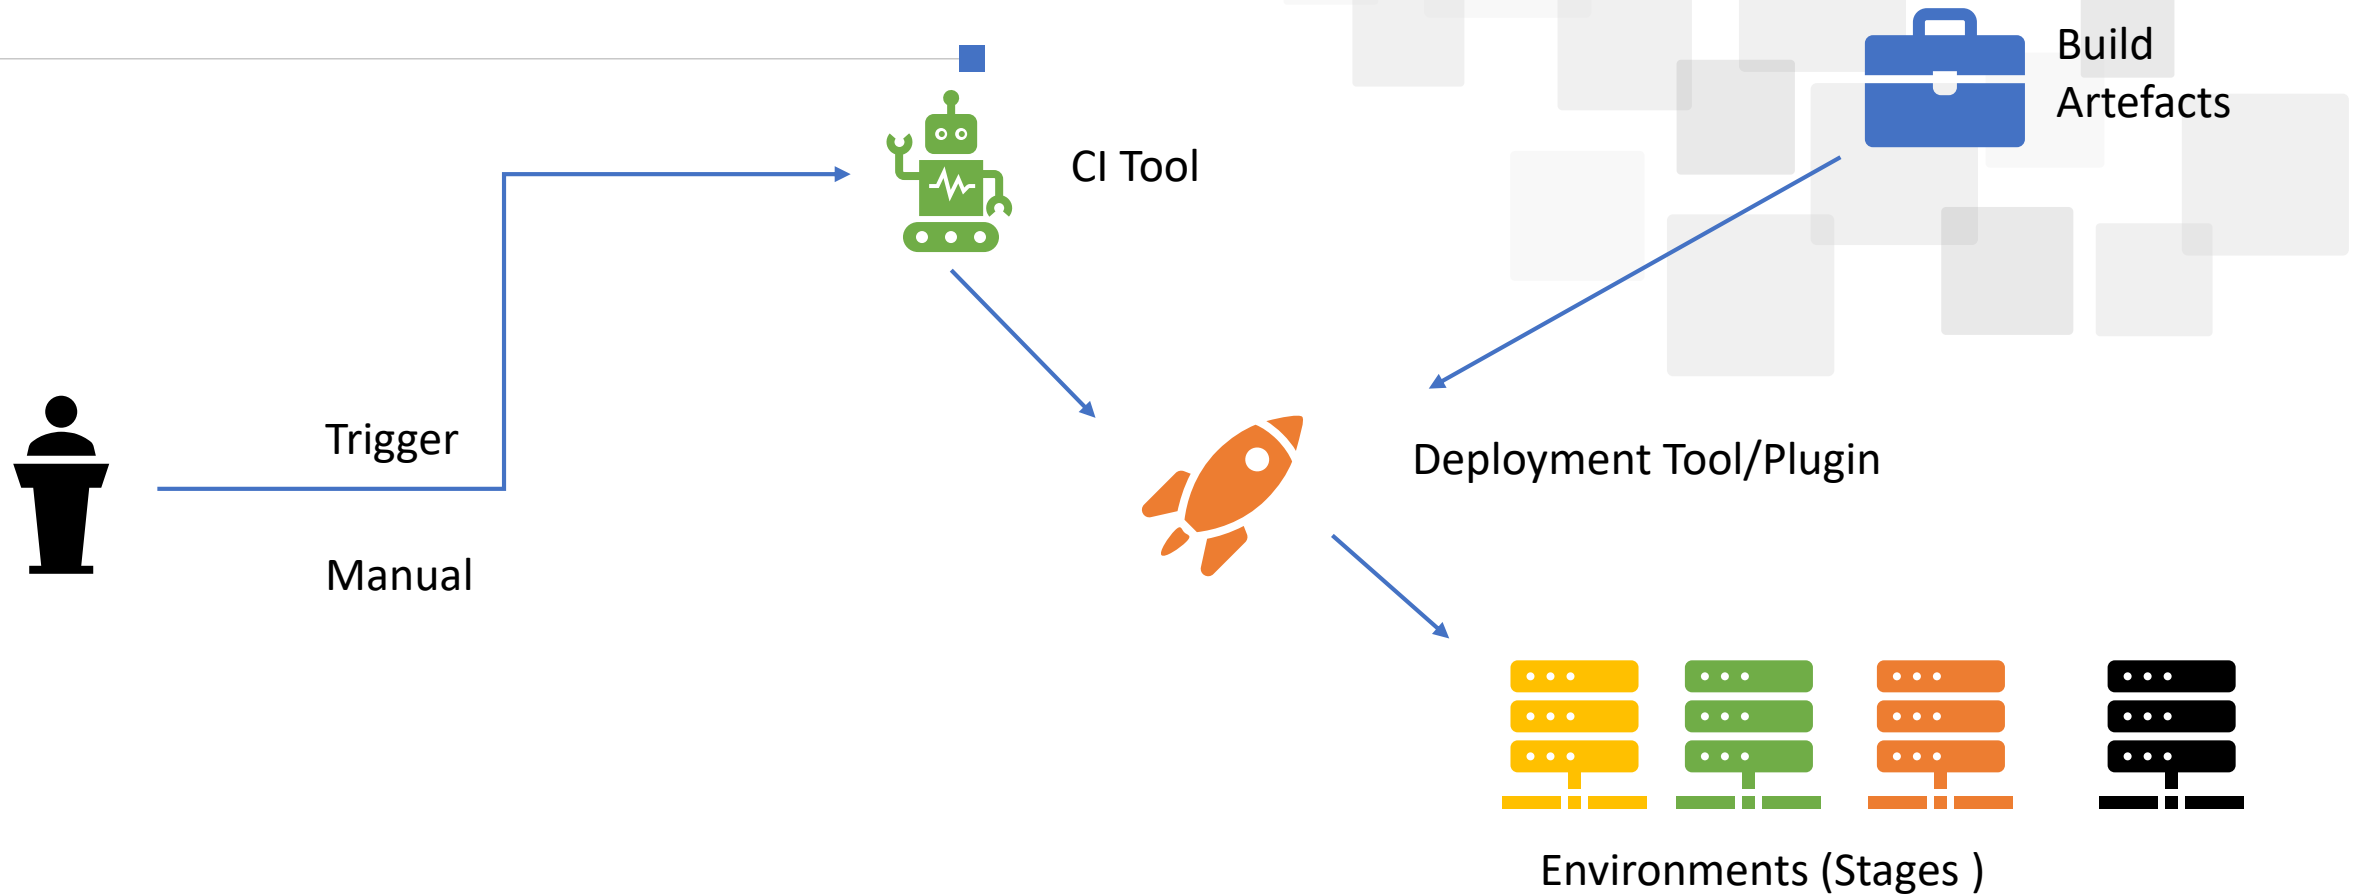 Build
Artefacts
CI Tool
Trigger
Deployment Tool/Plugin
Manual
Environments (Stages )